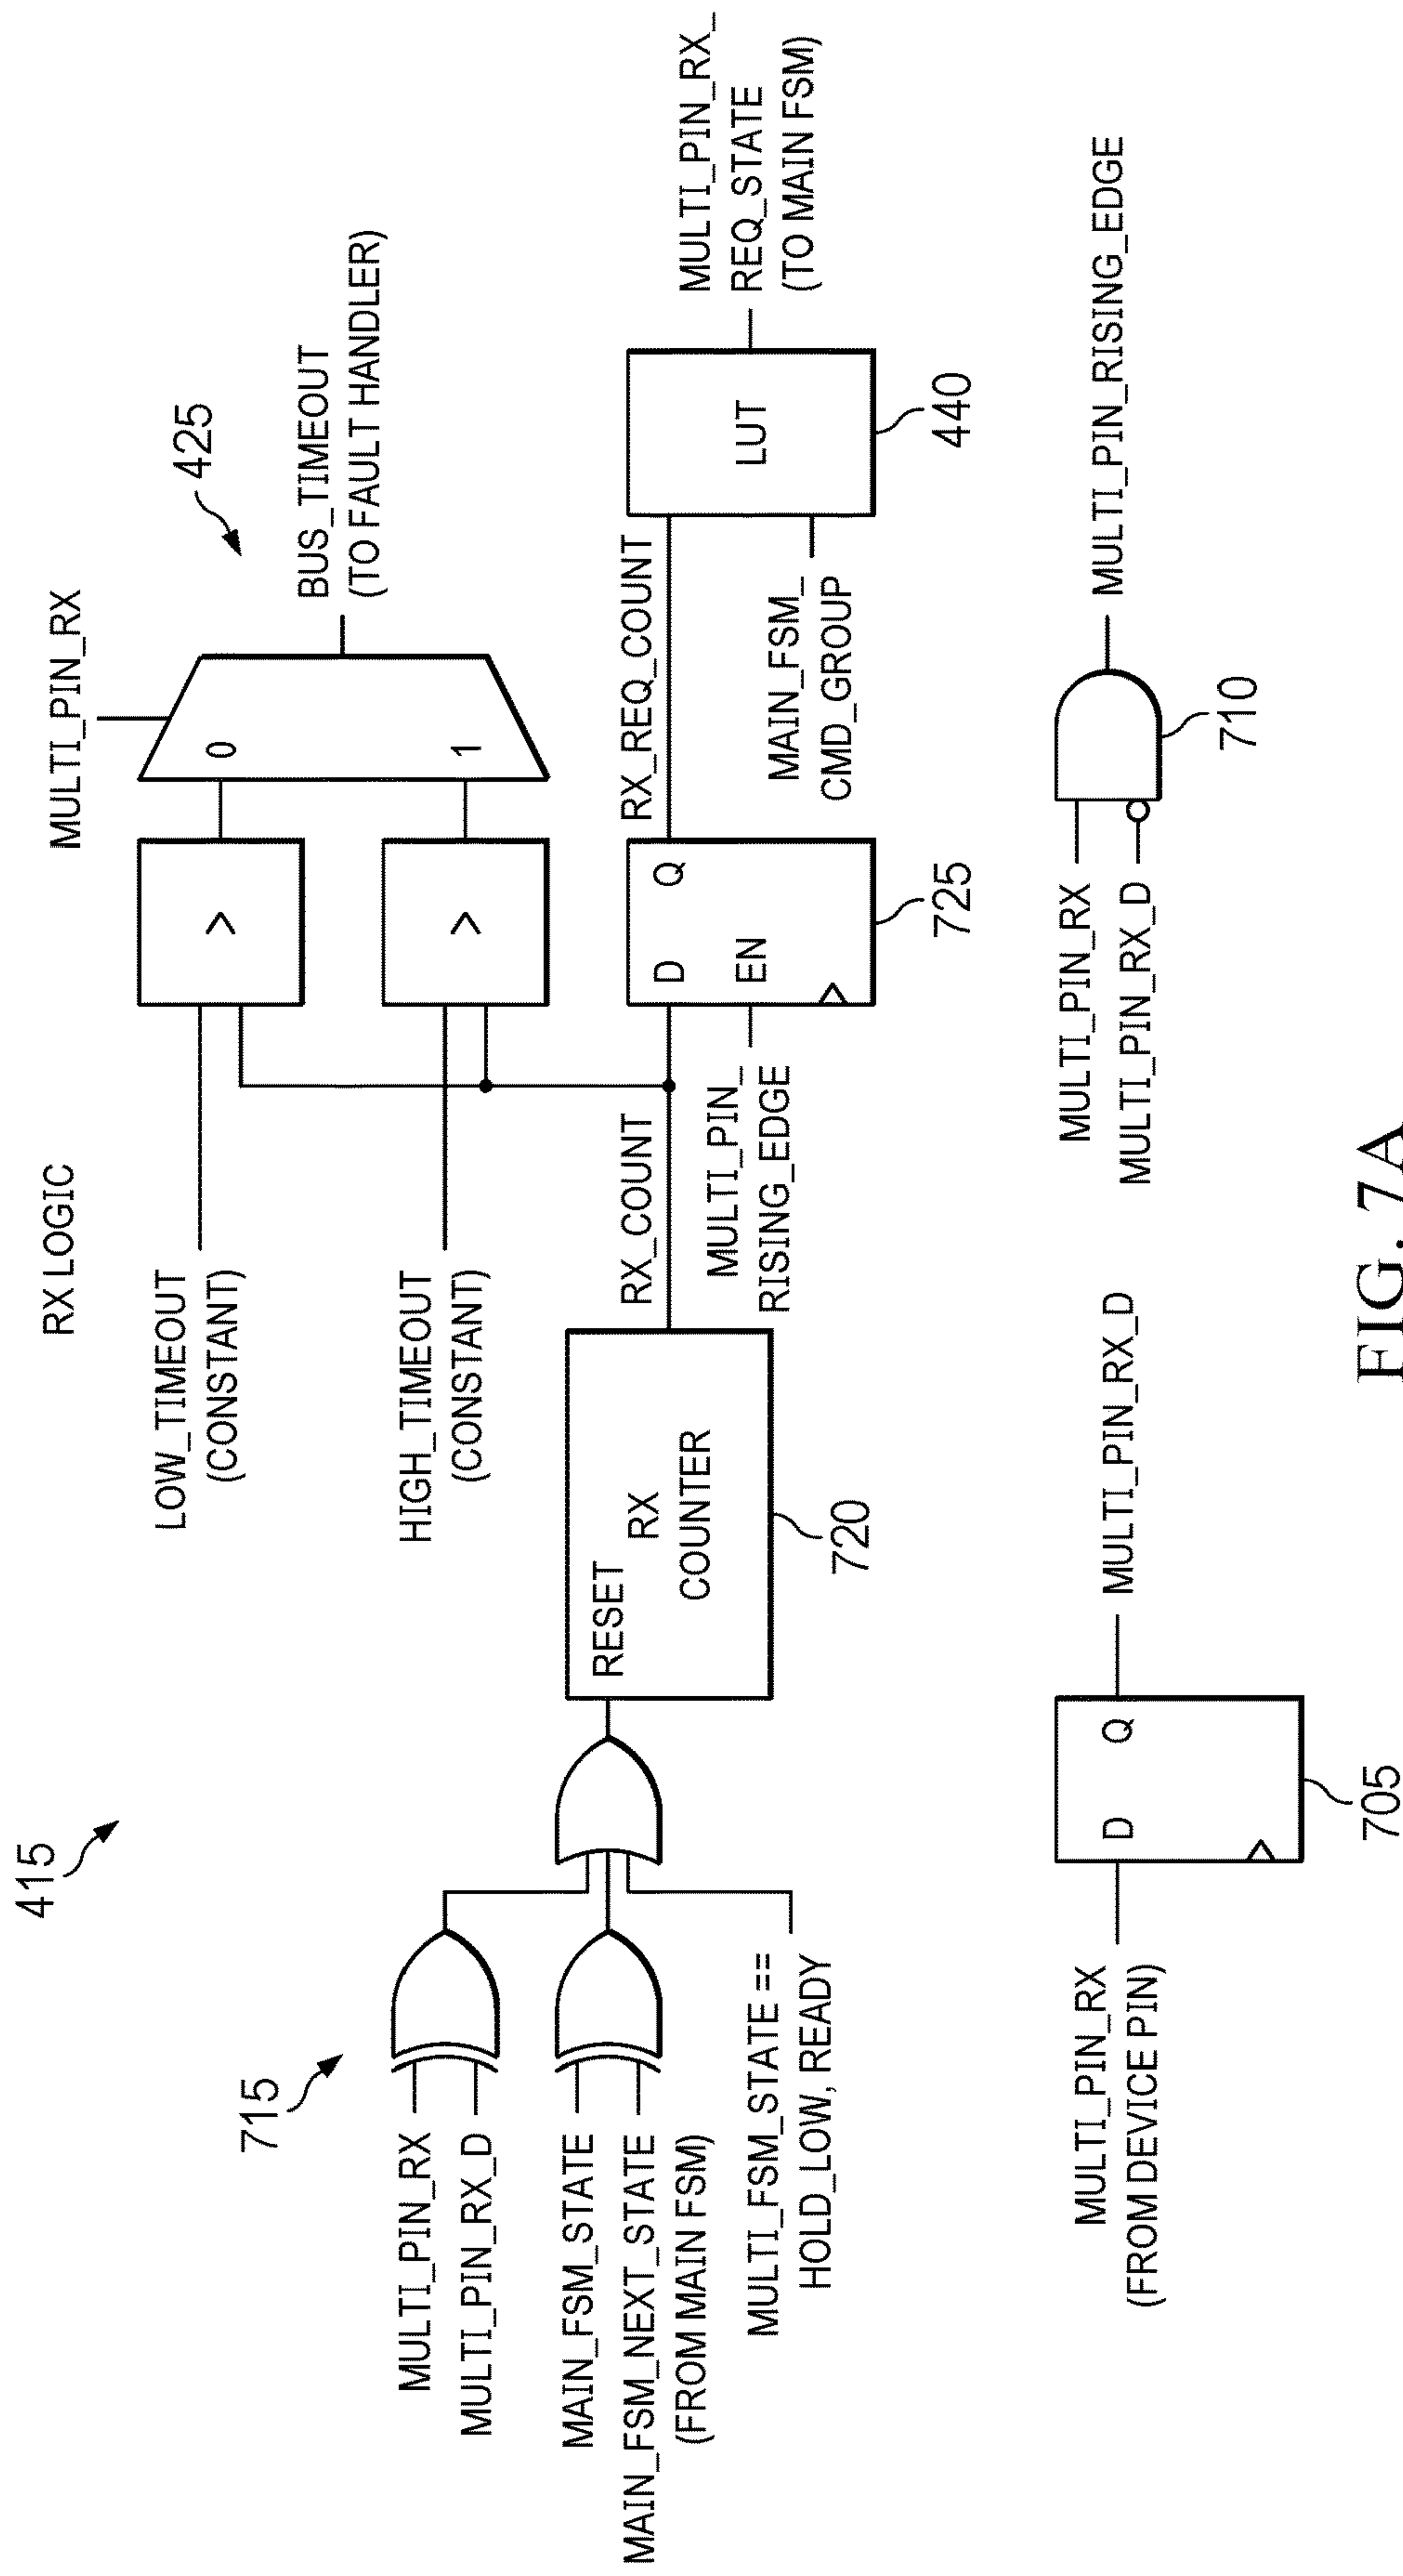 415
RX LOGIC
MULTI_PIN_RX
425
LOW_TIMEOUT
(CONSTANT)
>
0
BUS_TIMEOUT
(TO FAULT HANDLER)
HIGH_TIMEOUT
(CONSTANT)
>
1
715
MULTI_PIN_RX
MULTI_PIN_RX_D
MAIN_FSM_STATE
MAIN_FSM_NEXT_STATE
(FROM MAIN FSM)
MULTI_FSM_STATE ==
HOLD_LOW, READY
RESET
RX
COUNTER
720
RX_COUNT
MULTI_PIN_
RISING_EDGE
D Q
EN
725
RX_REQ_COUNT
MAIN_FSM_
CMD_GROUP
LUT
440
MULTI_PIN_RX_
REQ_STATE
(TO MAIN FSM)
MULTI_PIN_RX
(FROM DEVICE PIN)
D Q
705
MULTI_PIN_RX_D
MULTI_PIN_RX
MULTI_PIN_RX_D
710
MULTI_PIN_RISING_EDGE
FIG. 7A